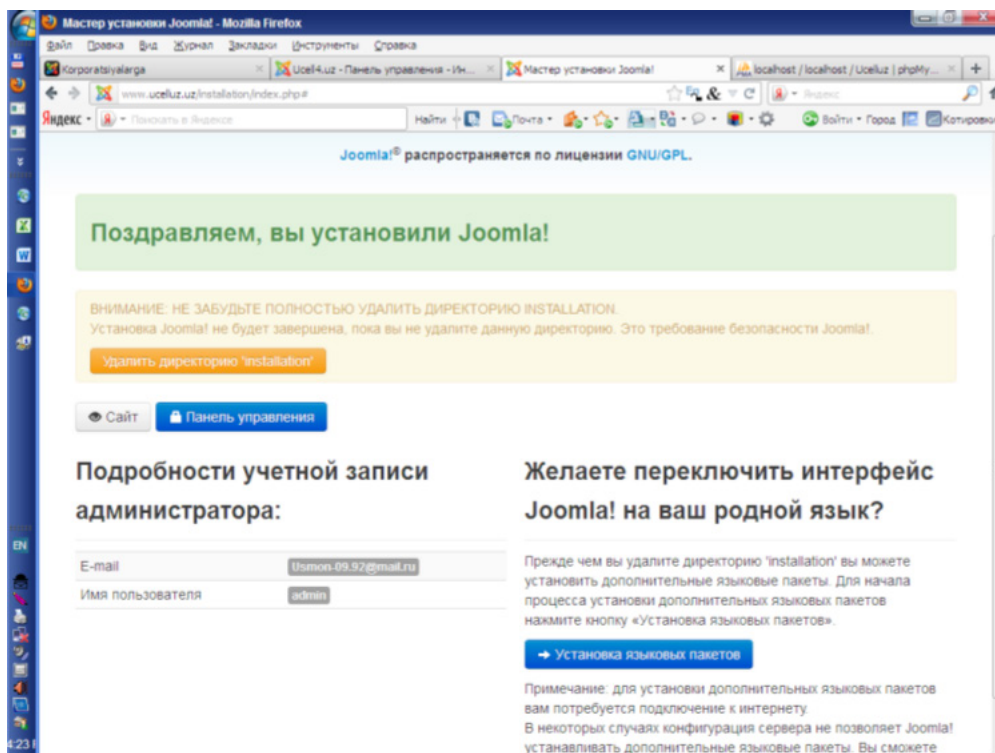 Мастер установки Joomla! - Mozilla Firefox
Файл Правка Вид Журнал Закладки Инструменты Справка
Korporatsiyalarga
Ucell4.uz - Панель управления - Ин...
Мастер установки Joomla!
localhost / localhost / Uceluz | phpMy...
www.uceluz.uz/installation/index.php#
Яндекс
Яндекс
Поискать в Яндексе
Найти
Почта
Войти
Город
Котировки
Joomla!® распространяется по лицензии GNU/GPL.
Поздравляем, вы установили Joomla!
ВНИМАНИЕ: НЕ ЗАБУДЬТЕ ПОЛНОСТЬЮ УДАЛИТЬ ДИРЕКТОРИЮ INSTALLATION.
Установка Joomla! не будет завершена, пока вы не удалите данную директорию. Это требование безопасности Joomla!.
Удалить директорию 'installation'
Сайт
Панель управления
Подробности учетной записи
администратора:
E-mail Usmon-09.92@mail.ru
Имя пользователя admin
Желаете переключить интерфейс
Joomla! на ваш родной язык?
Прежде чем вы удалите директорию 'installation' вы можете
установить дополнительные языковые пакеты. Для начала
процесса установки дополнительных языковых пакетов
нажмите кнопку «Установка языковых пакетов».
Установка языковых пакетов
Примечание: для установки дополнительных языковых пакетов
вам потребуется подключение к интернету.
В некоторых случаях конфигурация сервера не позволяет Joomla!
устанавливать дополнительные языковые пакеты. Вы сможете
EN
4:23